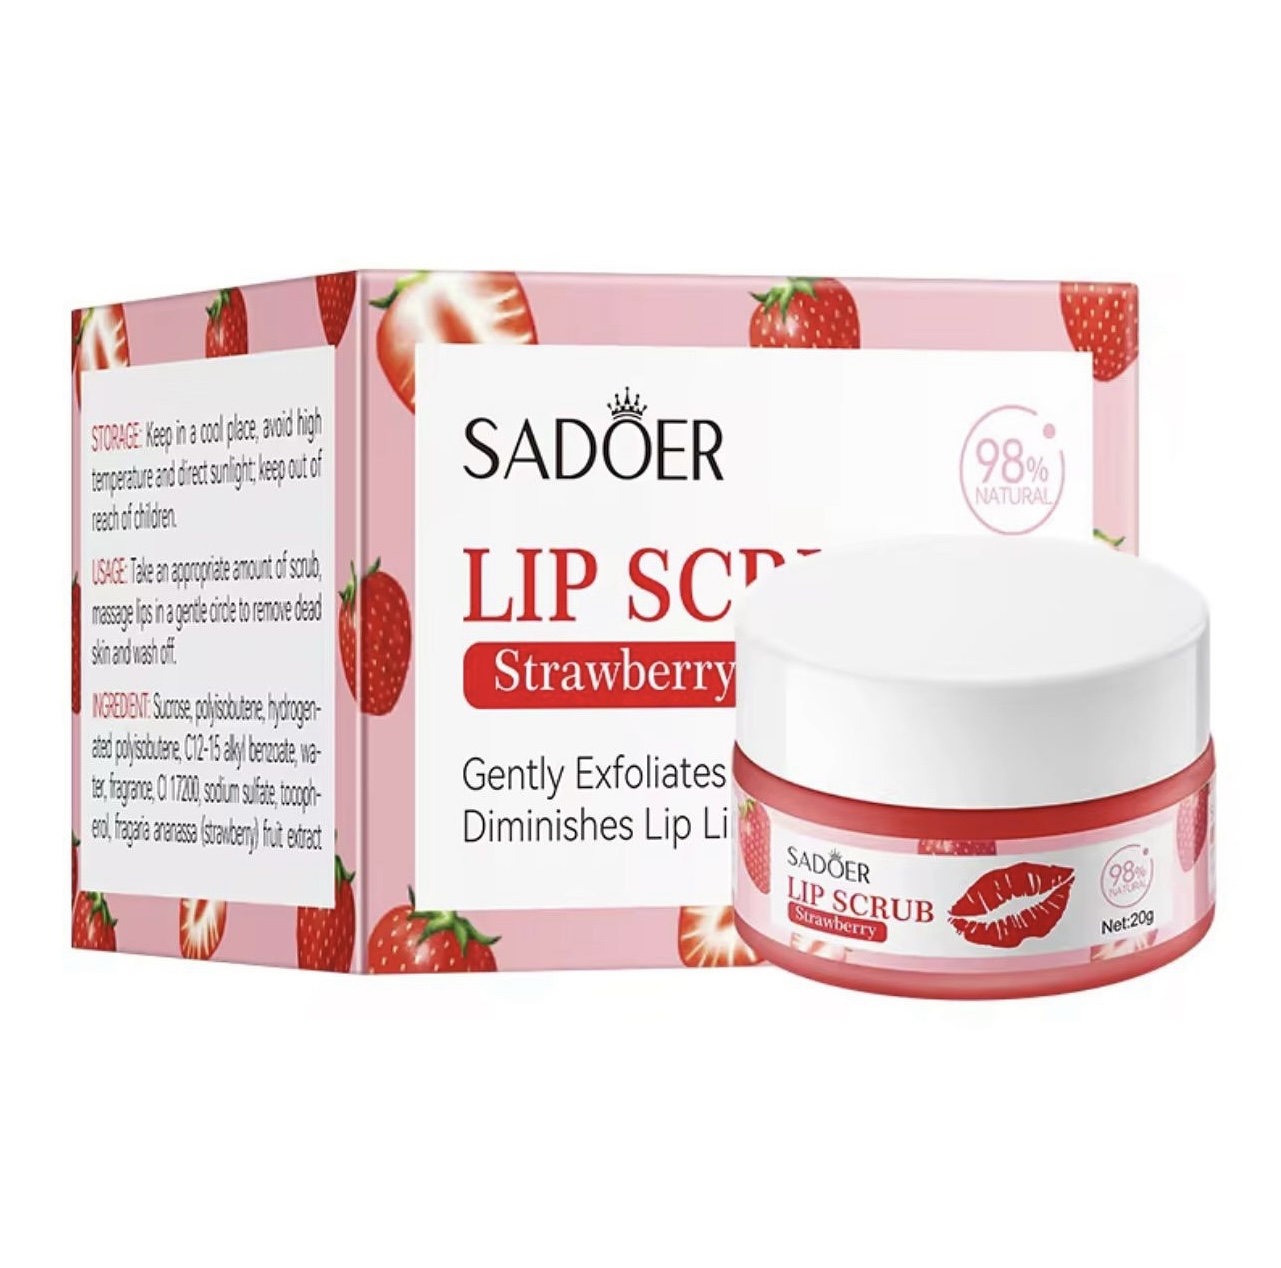 STORAGE: Keep in a cool place, avoid high
temperature and direct sunlight; keep out of
reach of children.
USAGE: Take an appropriate amount of scrub,
massage lips in a gentle circle to remove dead
skin and wash off.
INGREDIENT: Sucrose, polyisobutene, hydrogen-
ated polyisobutene, C12-15 alkyl benzoate, wa-
ter, fragrance, CI 17200, sodium sulfate, tocoph-
erol, fragaria ananassa (strawberry) fruit extract
SADOER
98%
NATURAL
LIP SCR
Strawberry
Gently Exfoliates
Diminishes Lip Li
SADOER
LIP SCRUB
Strawberry
98%
NATURAL
Net:20g